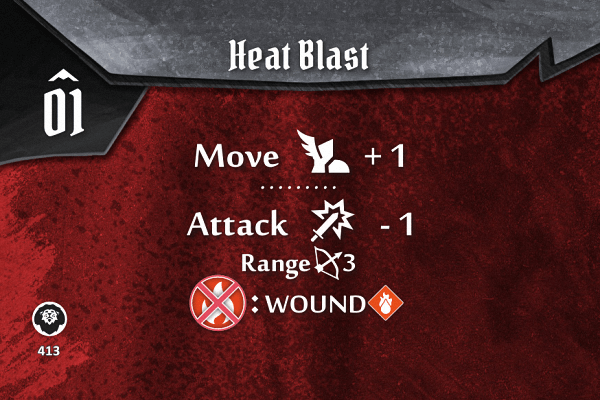 Heat Blast
01
Move + 1
Attack - 1
Range 3
: WOUND
413